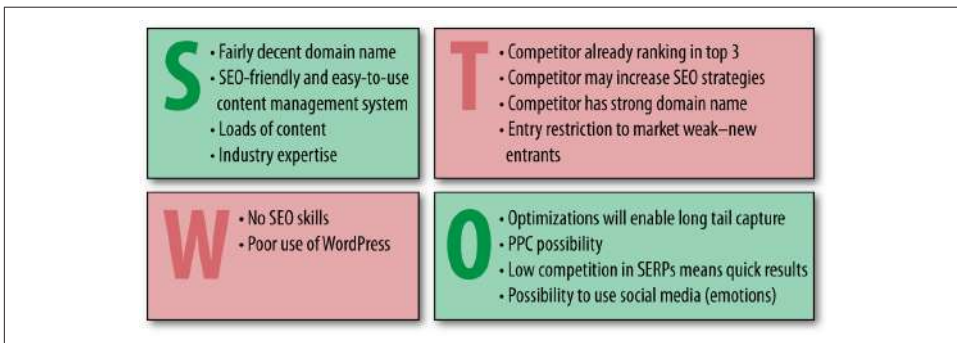 S
• Fairly decent domain name
• SEO-friendly and easy-to-use
content management system
• Loads of content
• Industry expertise
T
• Competitor already ranking in top 3
• Competitor may increase SEO strategies
• Competitor has strong domain name
• Entry restriction to market weak–new
entrants
W
• No SEO skills
• Poor use of WordPress
O
• Optimizations will enable long tail capture
• PPC possibility
• Low competition in SERPs means quick results
• Possibility to use social media (emotions)